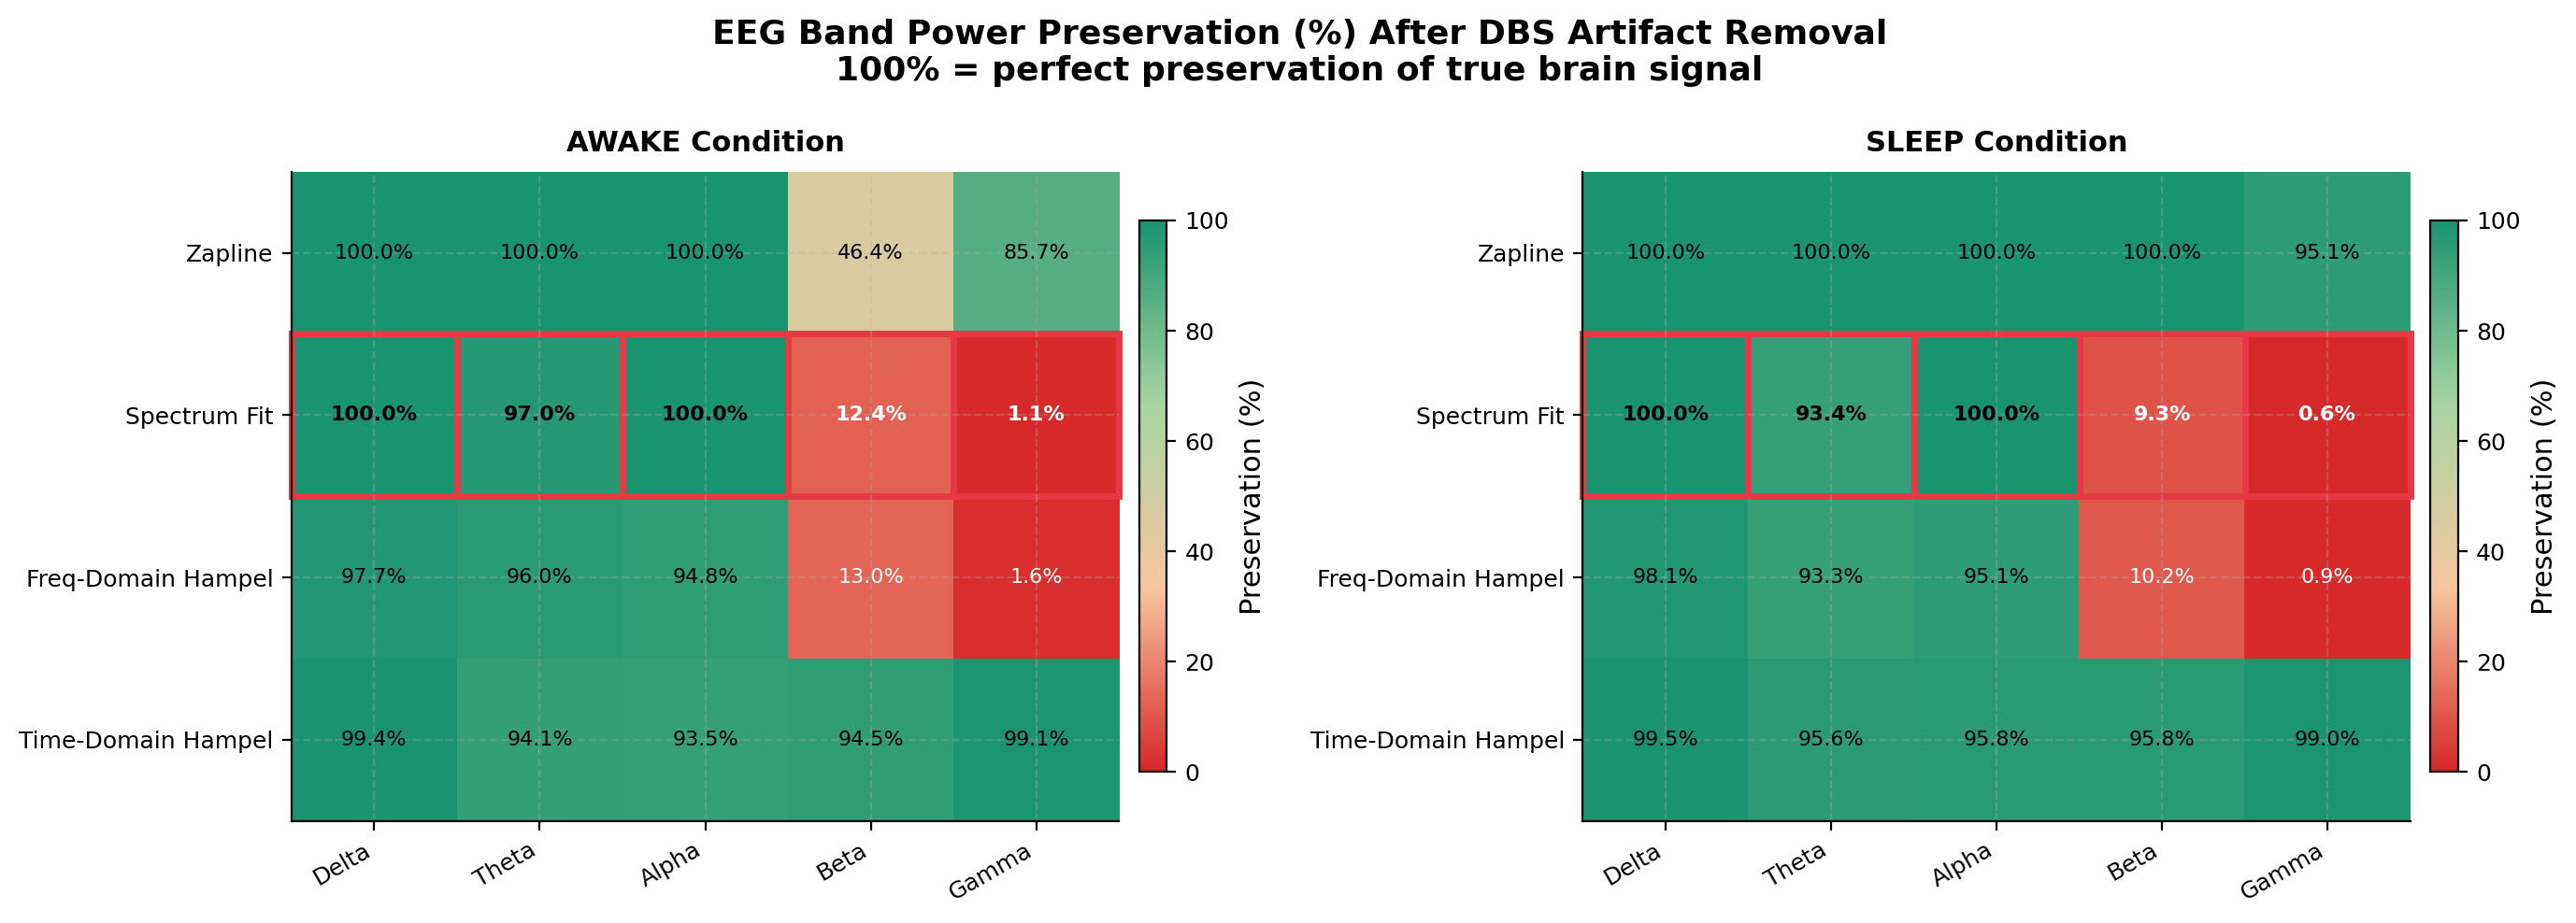 EEG Band Power Preservation (%) After DBS Artifact Removal
100% = perfect preservation of true brain signal
AWAKE Condition
Zapline
100.0% 100.0% 100.0% 46.4% 85.7%
Spectrum Fit
100.0% 97.0% 100.0% 12.4% 1.1%
Freq-Domain Hampel
97.7% 96.0% 94.8% 13.0% 1.6%
Time-Domain Hampel
99.4% 94.1% 93.5% 94.5% 99.1%
Delta Theta Alpha Beta Gamma
100
80
60
40
20
0
Preservation (%)
SLEEP Condition
Zapline
100.0% 100.0% 100.0% 100.0% 95.1%
Spectrum Fit
100.0% 93.4% 100.0% 9.3% 0.6%
Freq-Domain Hampel
98.1% 93.3% 95.1% 10.2% 0.9%
Time-Domain Hampel
99.5% 95.6% 95.8% 95.8% 99.0%
Delta Theta Alpha Beta Gamma
100
80
60
40
20
0
Preservation (%)